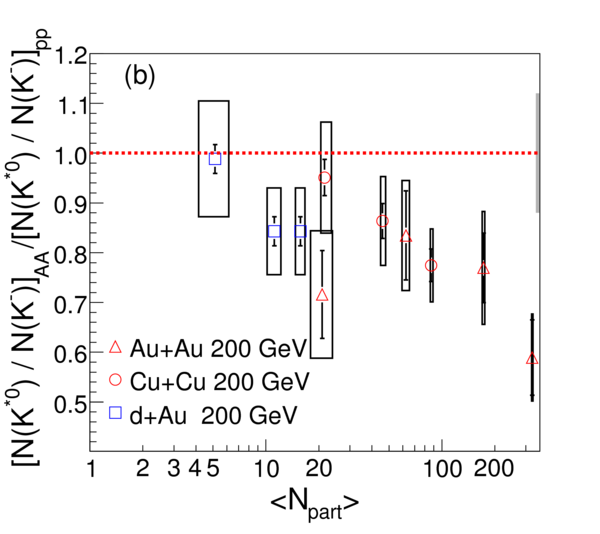 [N(K*0) / N(K-)]AA/[N(K*0) / N(K-)]pp
1.2
1.1
1.0
0.9
0.8
0.7
0.6
0.5
(b)
Au+Au 200 GeV
Cu+Cu 200 GeV
d+Au 200 GeV
1 2 3 4 5 10 20 100 200
<Npart>